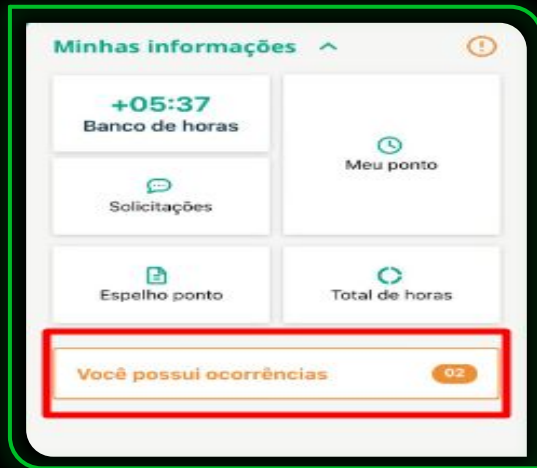 Minhas informações
+05:37
Banco de horas
Meu ponto
Solicitações
Espelho ponto
Total de horas
Você possui ocorrências 02